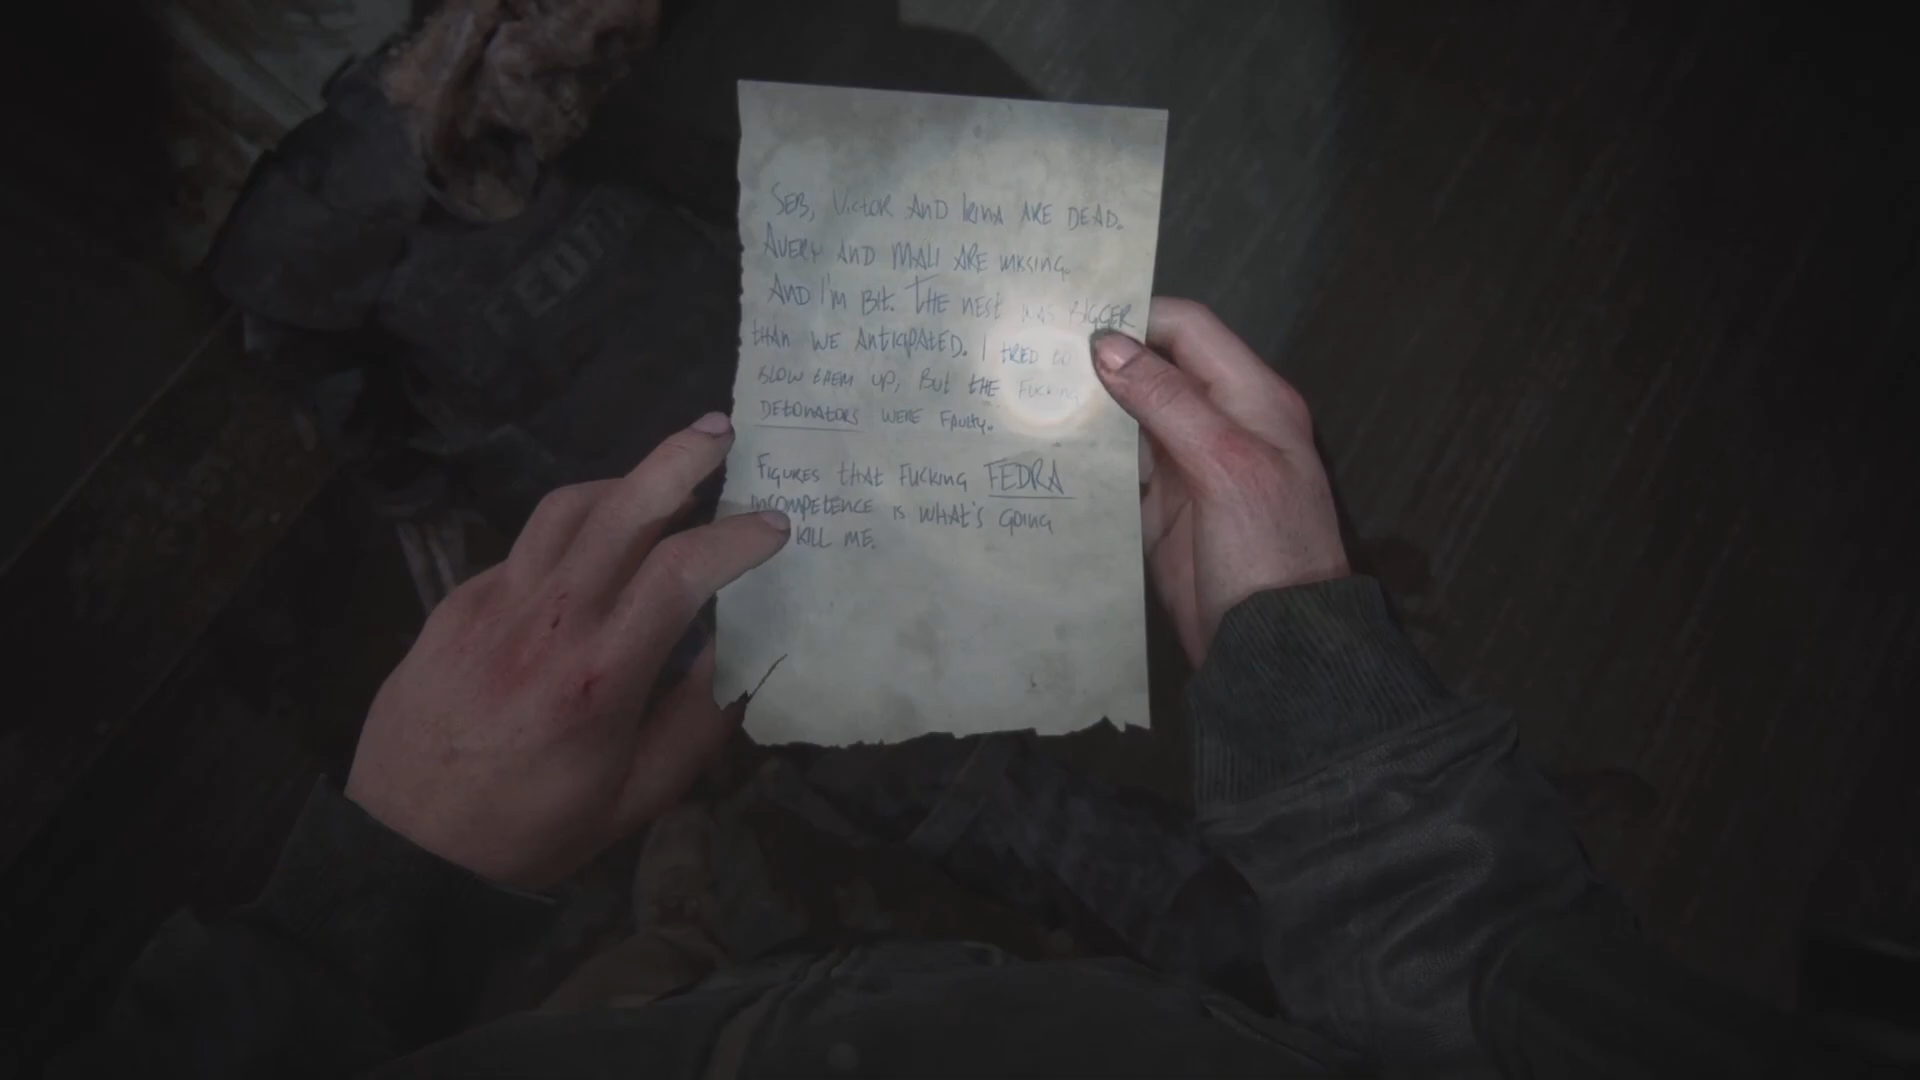 FEDRA
SEB, VICTOR AND IRINA ARE DEAD.
AVERY AND MALI ARE MISSING.
AND I'M BIT. THE NEST WAS BIGGER
THAN WE ANTICIPATED. I TRIED TO
BLOW THEM UP, BUT THE FUCKING
DETONATORS WERE FAULTY.
FIGURES THAT FUCKING FEDRA
INCOMPETENCE IS WHAT'S GOING
KILL ME.